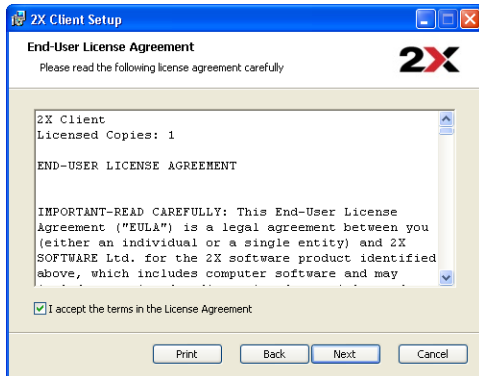 2X Client Setup
End-User License Agreement
Please read the following license agreement carefully
2X
2X Client
Licensed Copies: 1
END-USER LICENSE AGREEMENT
IMPORTANT-READ CAREFULLY: This End-User License
Agreement ("EULA") is a legal agreement between you
(either an individual or a single entity) and 2X
SOFTWARE Ltd. for the 2X software product identified
above, which includes computer software and may
I accept the terms in the License Agreement
Print Back Next Cancel